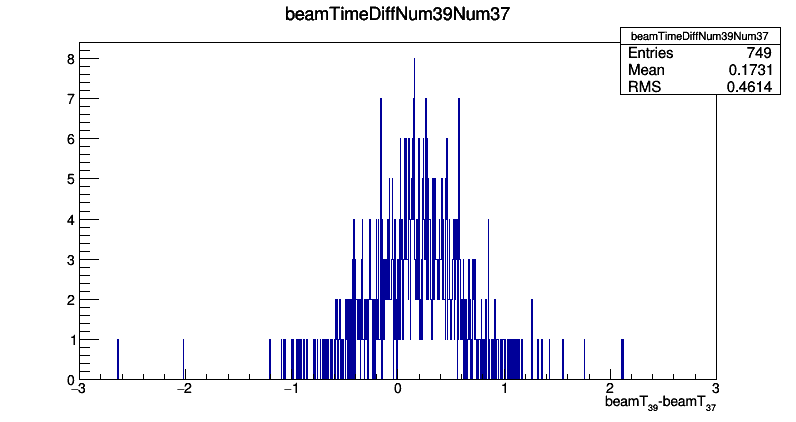 beamTimeDiffNum39Num37
beamTimeDiffNum39Num37
Entries 749
Mean 0.1731
RMS 0.4614
8
7
6
5
4
3
2
1
0
−3 −2 −1 0 1 2 3
beamT39-beamT37